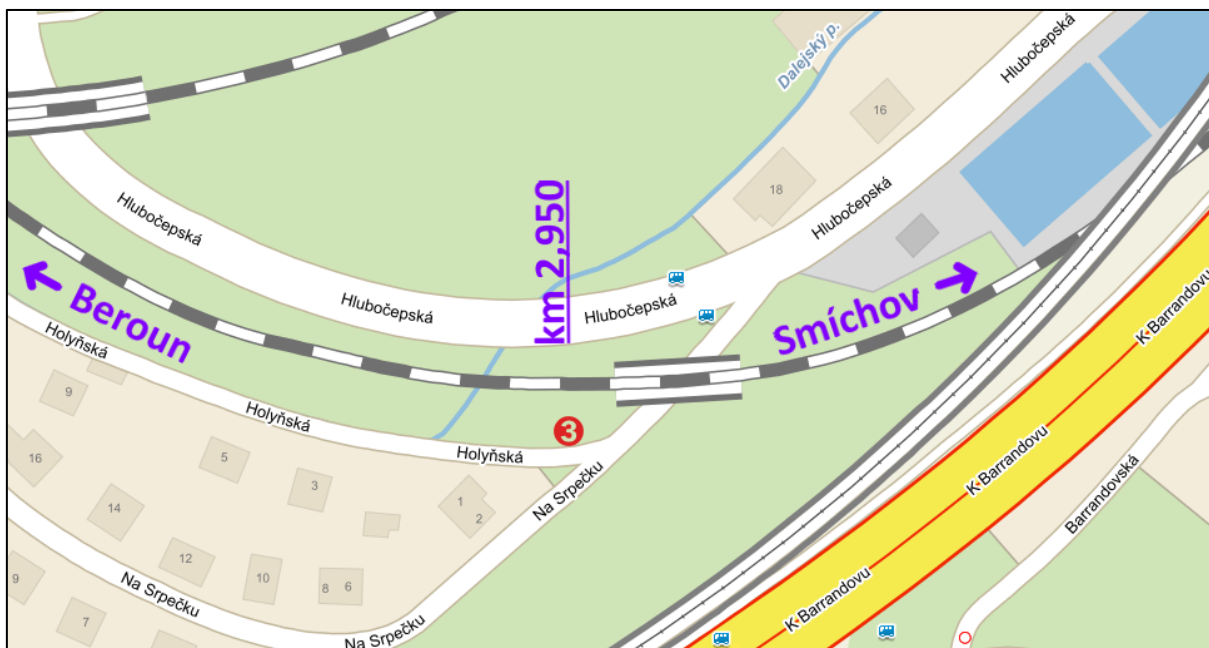 Dalejský p.
Hlubočepská
16
18
Hlubočepská
Hlubočepská
km 2,950
Hlubočepská
Hlubočepská
Smíchov
Beroun
K Barrandovu
Holyňská
9
Holyňská
3
Holyňská
K Barrandovu
Barrandovská
16
5
3
1
2
Na Srpečku
14
12
10
8
6
9
Na Srpečku
7
Na Srpečku
K Barrandovu